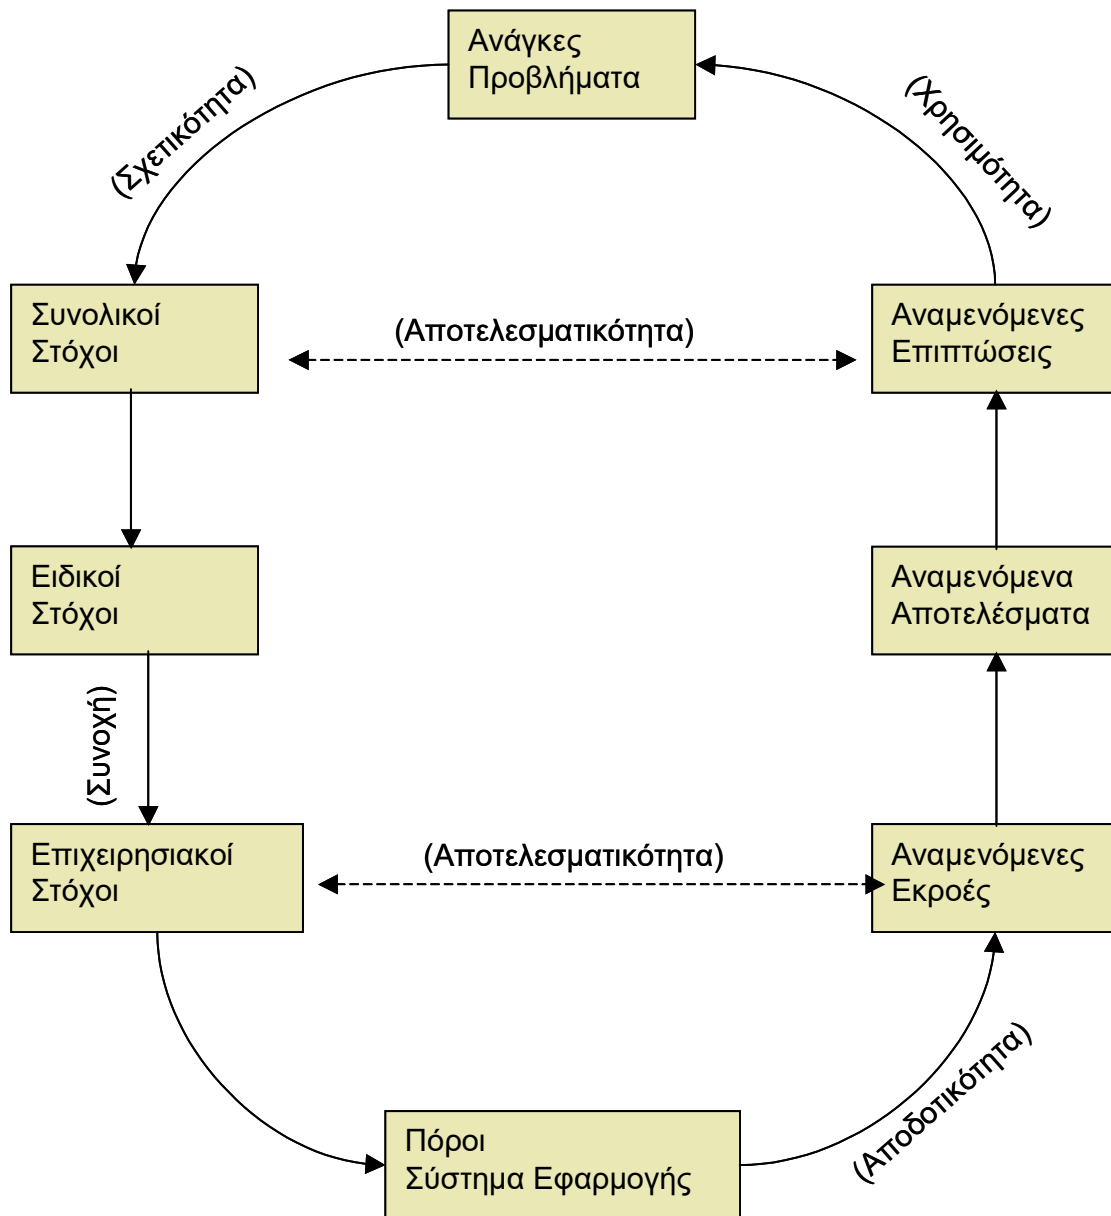 Ανάγκες
Προβλήματα
(Σχετικότητα)
(Χρησιμότητα)
Συνολικοί
Στόχοι
(Αποτελεσματικότητα)
Αναμενόμενες
Επιπτώσεις
Ειδικοί
Στόχοι
Αναμενόμενα
Αποτελέσματα
(Συνοχή)
Επιχειρησιακοί
Στόχοι
(Αποτελεσματικότητα)
Αναμενόμενες
Εκροές
(Αποδοτικότητα)
Πόροι
Σύστημα Εφαρμογής